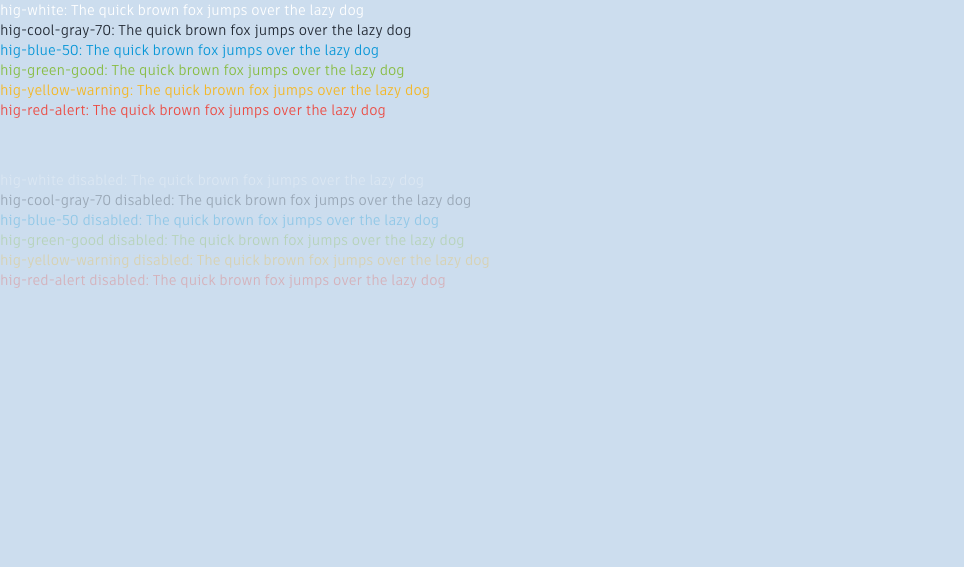 hig-white: The quick brown fox jumps over the lazy dog
hig-cool-gray-70: The quick brown fox jumps over the lazy dog
hig-blue-50: The quick brown fox jumps over the lazy dog
hig-green-good: The quick brown fox jumps over the lazy dog
hig-yellow-warning: The quick brown fox jumps over the lazy dog
hig-red-alert: The quick brown fox jumps over the lazy dog
hig-white disabled: The quick brown fox jumps over the lazy dog
hig-cool-gray-70 disabled: The quick brown fox jumps over the lazy dog
hig-blue-50 disabled: The quick brown fox jumps over the lazy dog
hig-green-good disabled: The quick brown fox jumps over the lazy dog
hig-yellow-warning disabled: The quick brown fox jumps over the lazy dog
hig-red-alert disabled: The quick brown fox jumps over the lazy dog